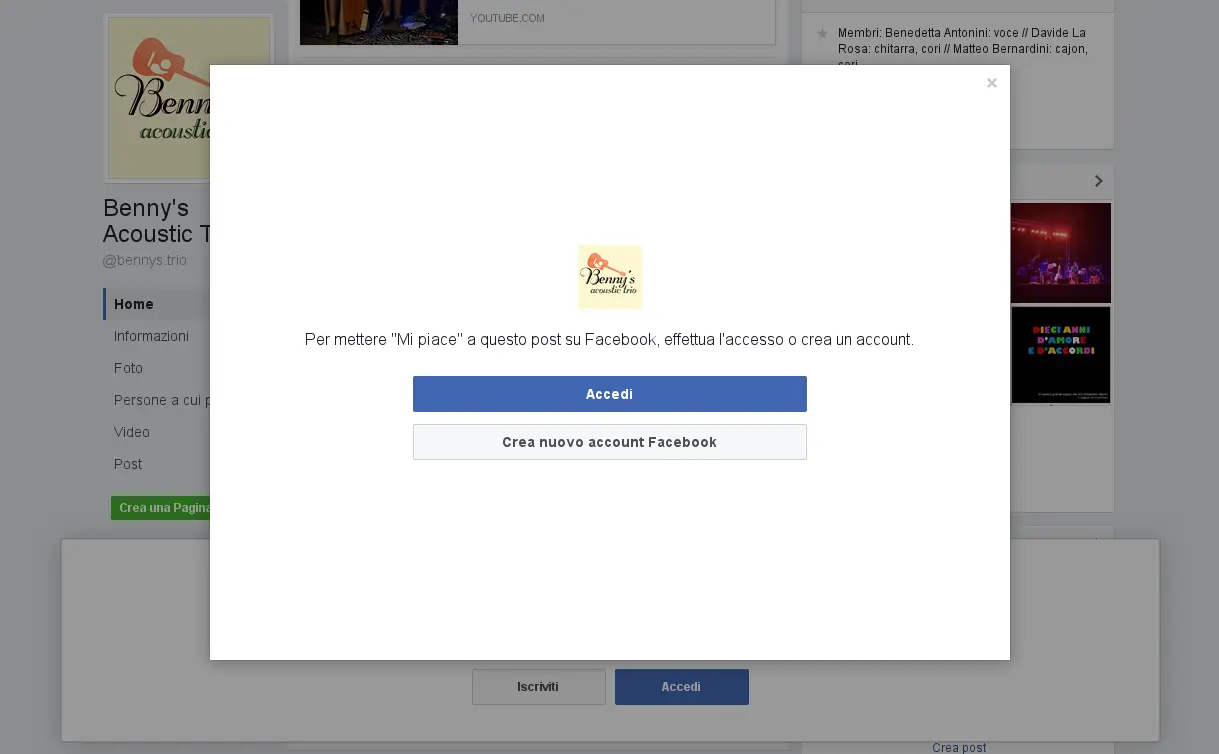 YOUTUBE.COM
Membri: Benedetta Antonini: voce // Davide La
Rosa: chitarra, cori // Matteo Bernardini: cajon,
cori
Benn
acoustic
Benny's
Acoustic T
@bennys.trio
Home
Informazioni
Foto
Persone a cui p
Video
Post
Crea una Pagina
Benny's
acoustic trio
Per mettere "Mi piace" a questo post su Facebook, effettua l'accesso o crea un account.
Accedi
Crea nuovo account Facebook
DIECI ANNI
D'AMORE
E D'ACCORDI
Iscriviti
Accedi
Crea post